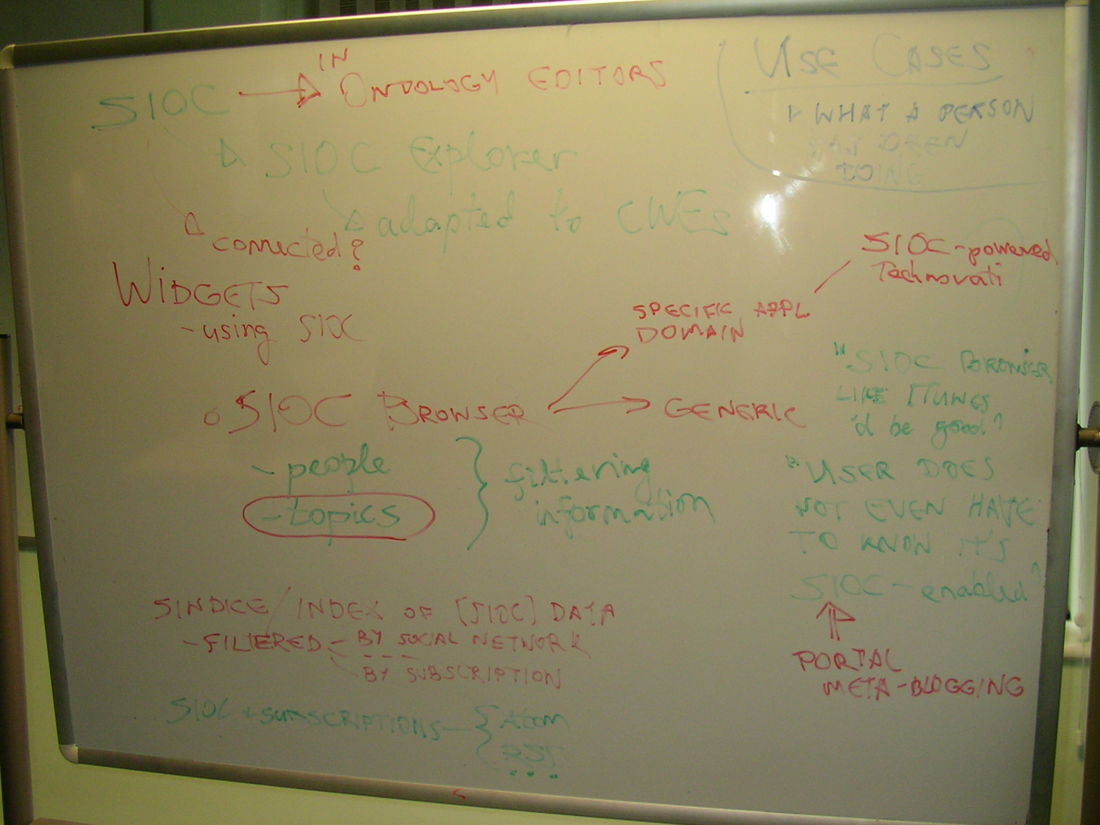 SIOC → IN ONTOLOGY EDITORS
SIOC Explorer
adapted to CWEs
connected?
WIDGETS
- using SIOC
USE CASES
WHAT A PERSON
BEEN
DOING
SIOC-powered
Technovati
SPECIFIC APPL
DOMAIN
SIOC BROWSER
GENERIC
- people
- topics
filtering
information
"SIOC BROWSER
LIKE ITUNES
'd be good"
"USER DOES
NOT EVEN HAVE
TO KNOW IT'S
SIOC-enabled"
PORTAL
META-BLOGGING
SINDICE / INDEX OF [SIOC] DATA
- FILTERED - BY SOCIAL NETWORK
- BY SUBSCRIPTION
SIOC + SUBSCRIPTIONS - { Atom
RSS
...